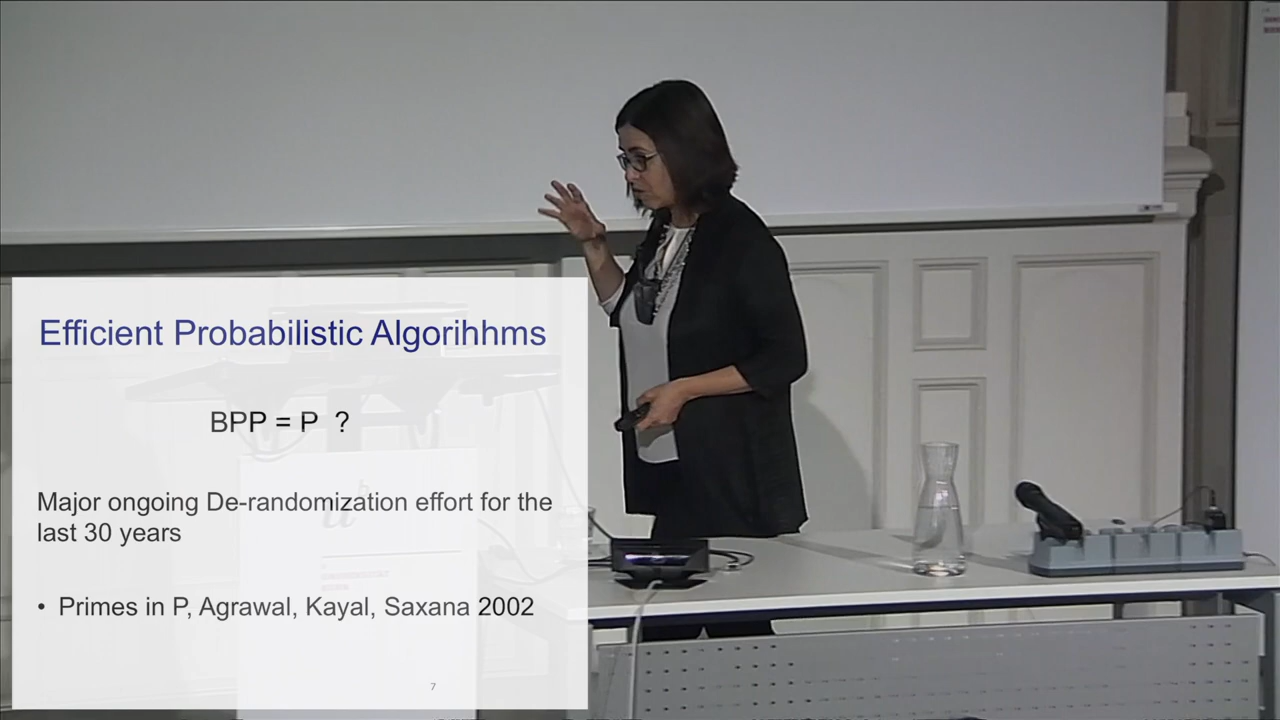 Efficient Probabilistic Algorihhms
BPP = P ?
Major ongoing De-randomization effort for the
last 30 years
• Primes in P, Agrawal, Kayal, Saxana 2002
7